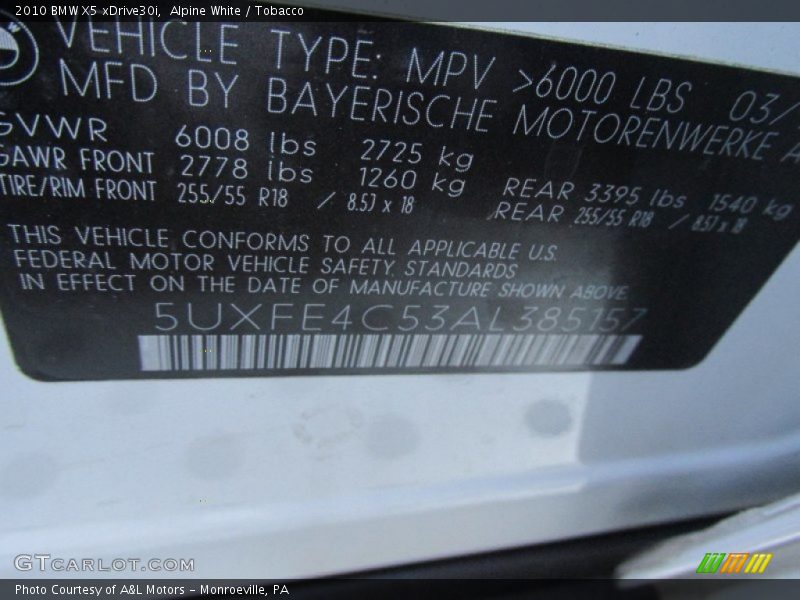 2010 BMW X5 xDrive30i, Alpine White / Tobacco
VEHICLE TYPE: MPV >6000 LBS 03/
MFD BY BAYERISCHE MOTORENWERKE A
GVWR 6008 lbs 2725 kg
GAWR FRONT 2778 lbs 1260 kg REAR 3395 lbs 1540 kg
TIRE/RIM FRONT 255/55 R18 / 8.5J x 18 REAR 255/55 R18 / 8.5J x 18
THIS VEHICLE CONFORMS TO ALL APPLICABLE U.S.
FEDERAL MOTOR VEHICLE SAFETY STANDARDS
IN EFFECT ON THE DATE OF MANUFACTURE SHOWN ABOVE
5UXFE4C53AL385157
GTCARLOT.COM
Photo Courtesy of A&L Motors - Monroeville, PA